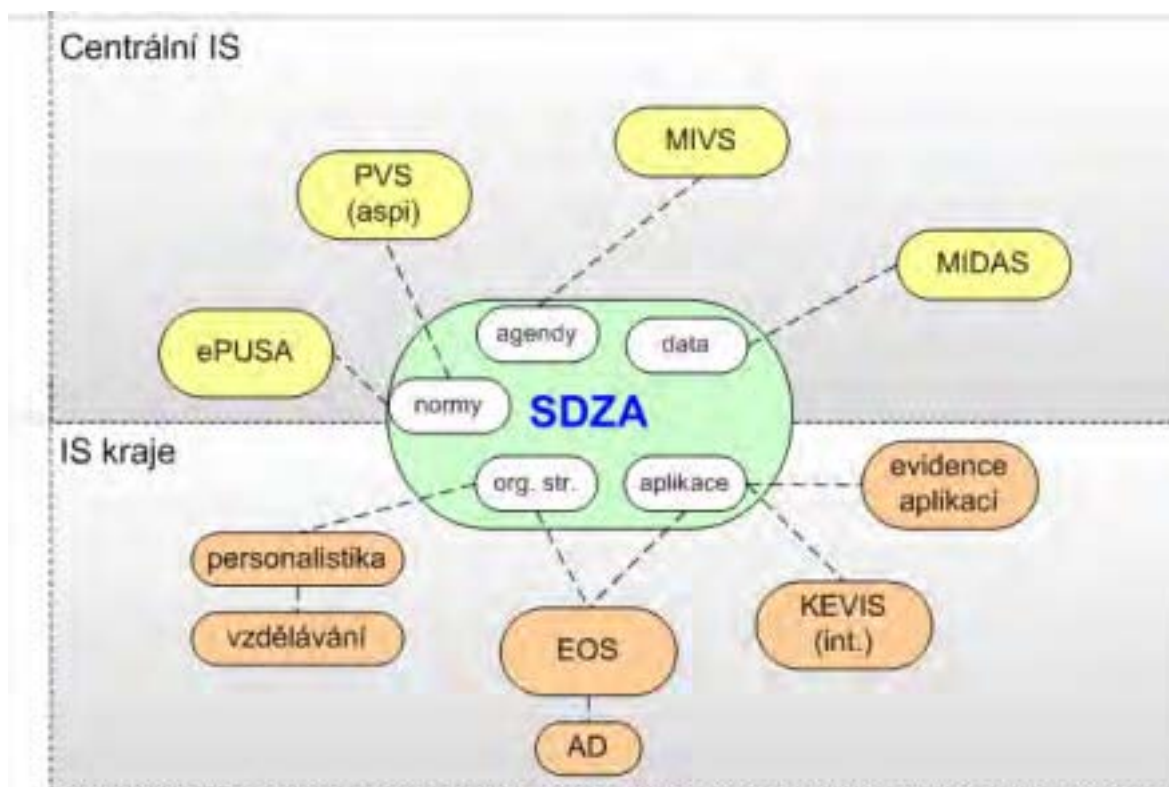 Centrální IS
MIVS
PVS
(aspi)
MIDAS
ePUSA
agendy
data
normy
SDZA
IS kraje
org. str.
aplikace
evidence
aplikací
personalistika
vzdělávání
EOS
KEVIS
(int.)
AD